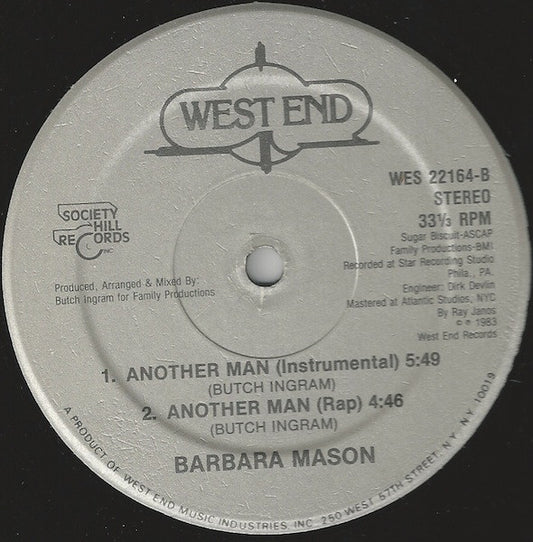 WEST END
WES 22164-B
STEREO
33⅓ RPM
Sugar Biscuit-ASCAP
Family Productions-BMI
Recorded at Star Recording Studio
Phila., PA.
Engineer: Dirk Devlin
Mastered at Atlantic Studios, NYC
By Ray Janos
© ℗ 1983
West End Records
SOCIETY
HILL
RECORDS
INC
Produced, Arranged & Mixed By:
Butch Ingram for Family Productions
1. ANOTHER MAN (Instrumental) 5:49
(BUTCH INGRAM)
2. ANOTHER MAN (Rap) 4:46
(BUTCH INGRAM)
BARBARA MASON
A PRODUCT OF WEST END MUSIC INDUSTRIES, INC. 250 WEST 57TH STREET, N.Y. N.Y. 10019